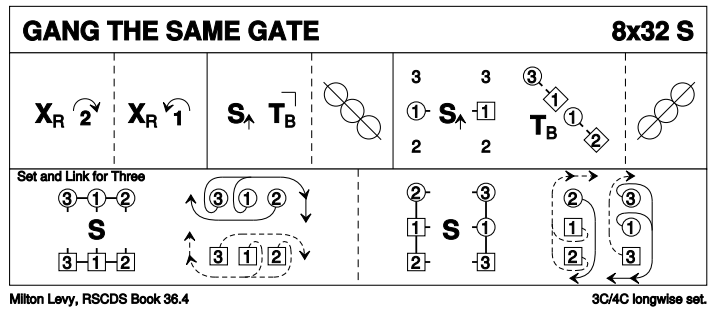 GANG THE SAME GATE 8x32 S
X R 2 X R 1 S T B
3 3
1 S 1
2 2
3 1 1 2
T B
Set and Link for Three
3 1 2
S
3 1 2
3 1 2
3 1 2
2 3
1 S 1
2 3
2 3
1 1
2 3
Milton Levy, RSCDS Book 36.4 3C/4C longwise set.